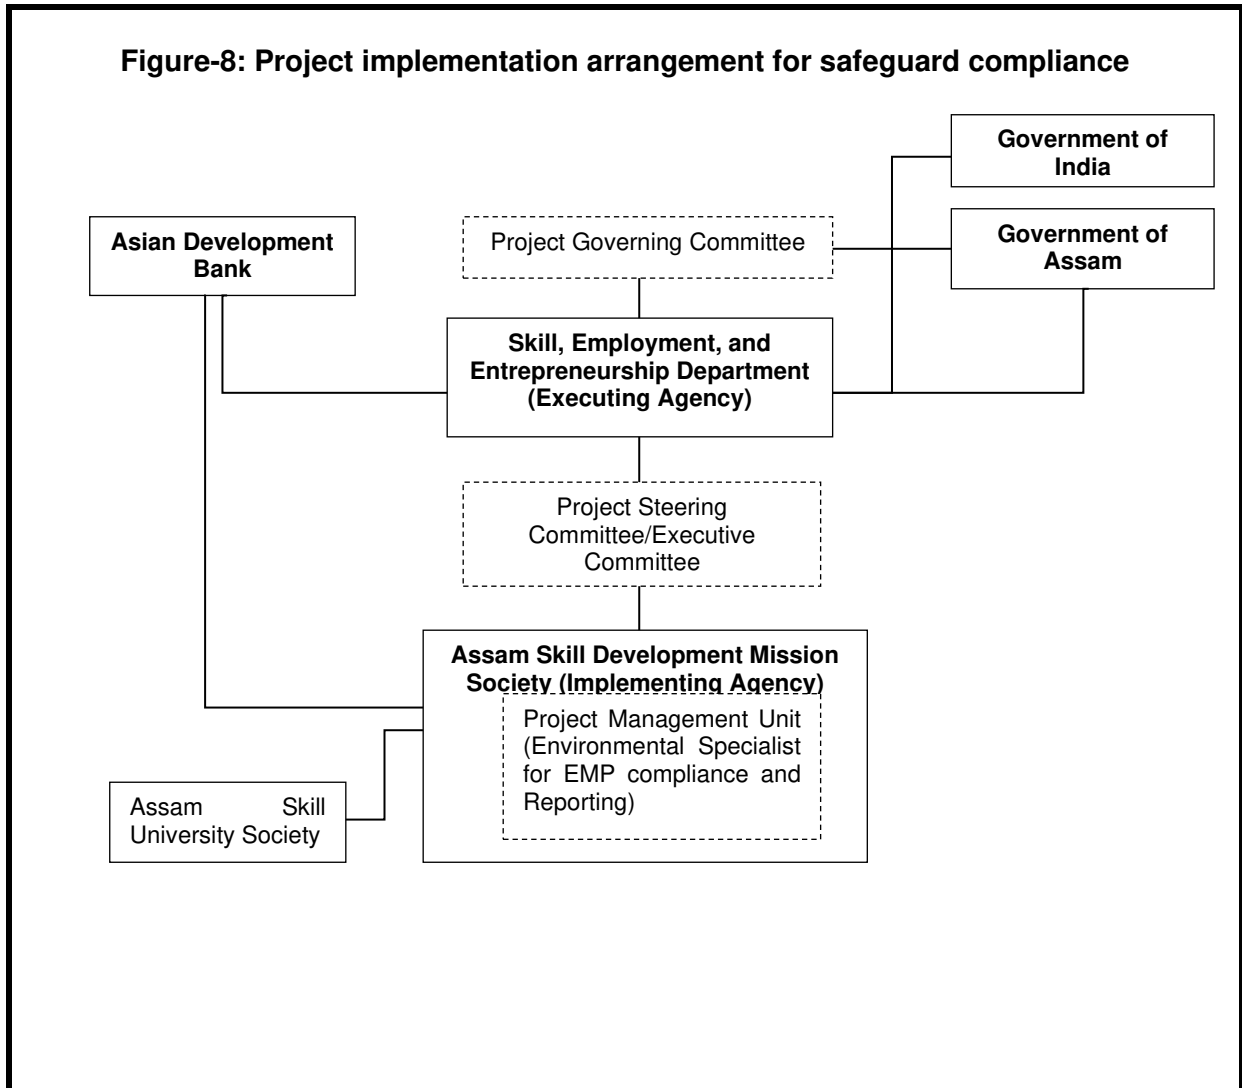 Figure-8: Project implementation arrangement for safeguard compliance
Government of
India
Asian Development
Bank
Project Governing Committee
Government of
Assam
Skill, Employment, and
Entrepreneurship Department
(Executing Agency)
Project Steering
Committee/Executive
Committee
Assam Skill Development Mission
Society (Implementing Agency)
Project Management Unit
(Environmental Specialist
for EMP compliance and
Reporting)
Assam Skill
University Society